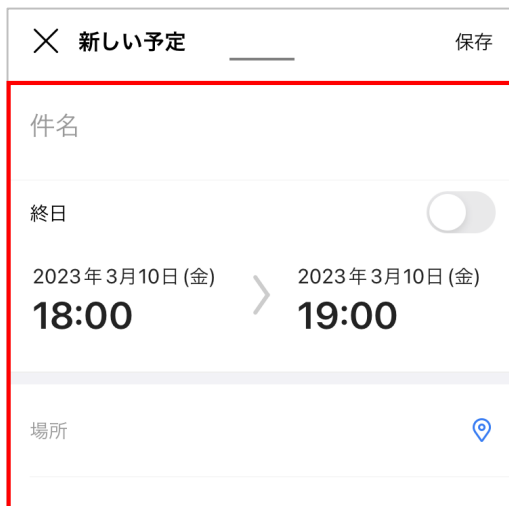 新しい予定 保存
件名
終日
2023年3月10日(金) 2023年3月10日(金)
18:00 19:00
場所